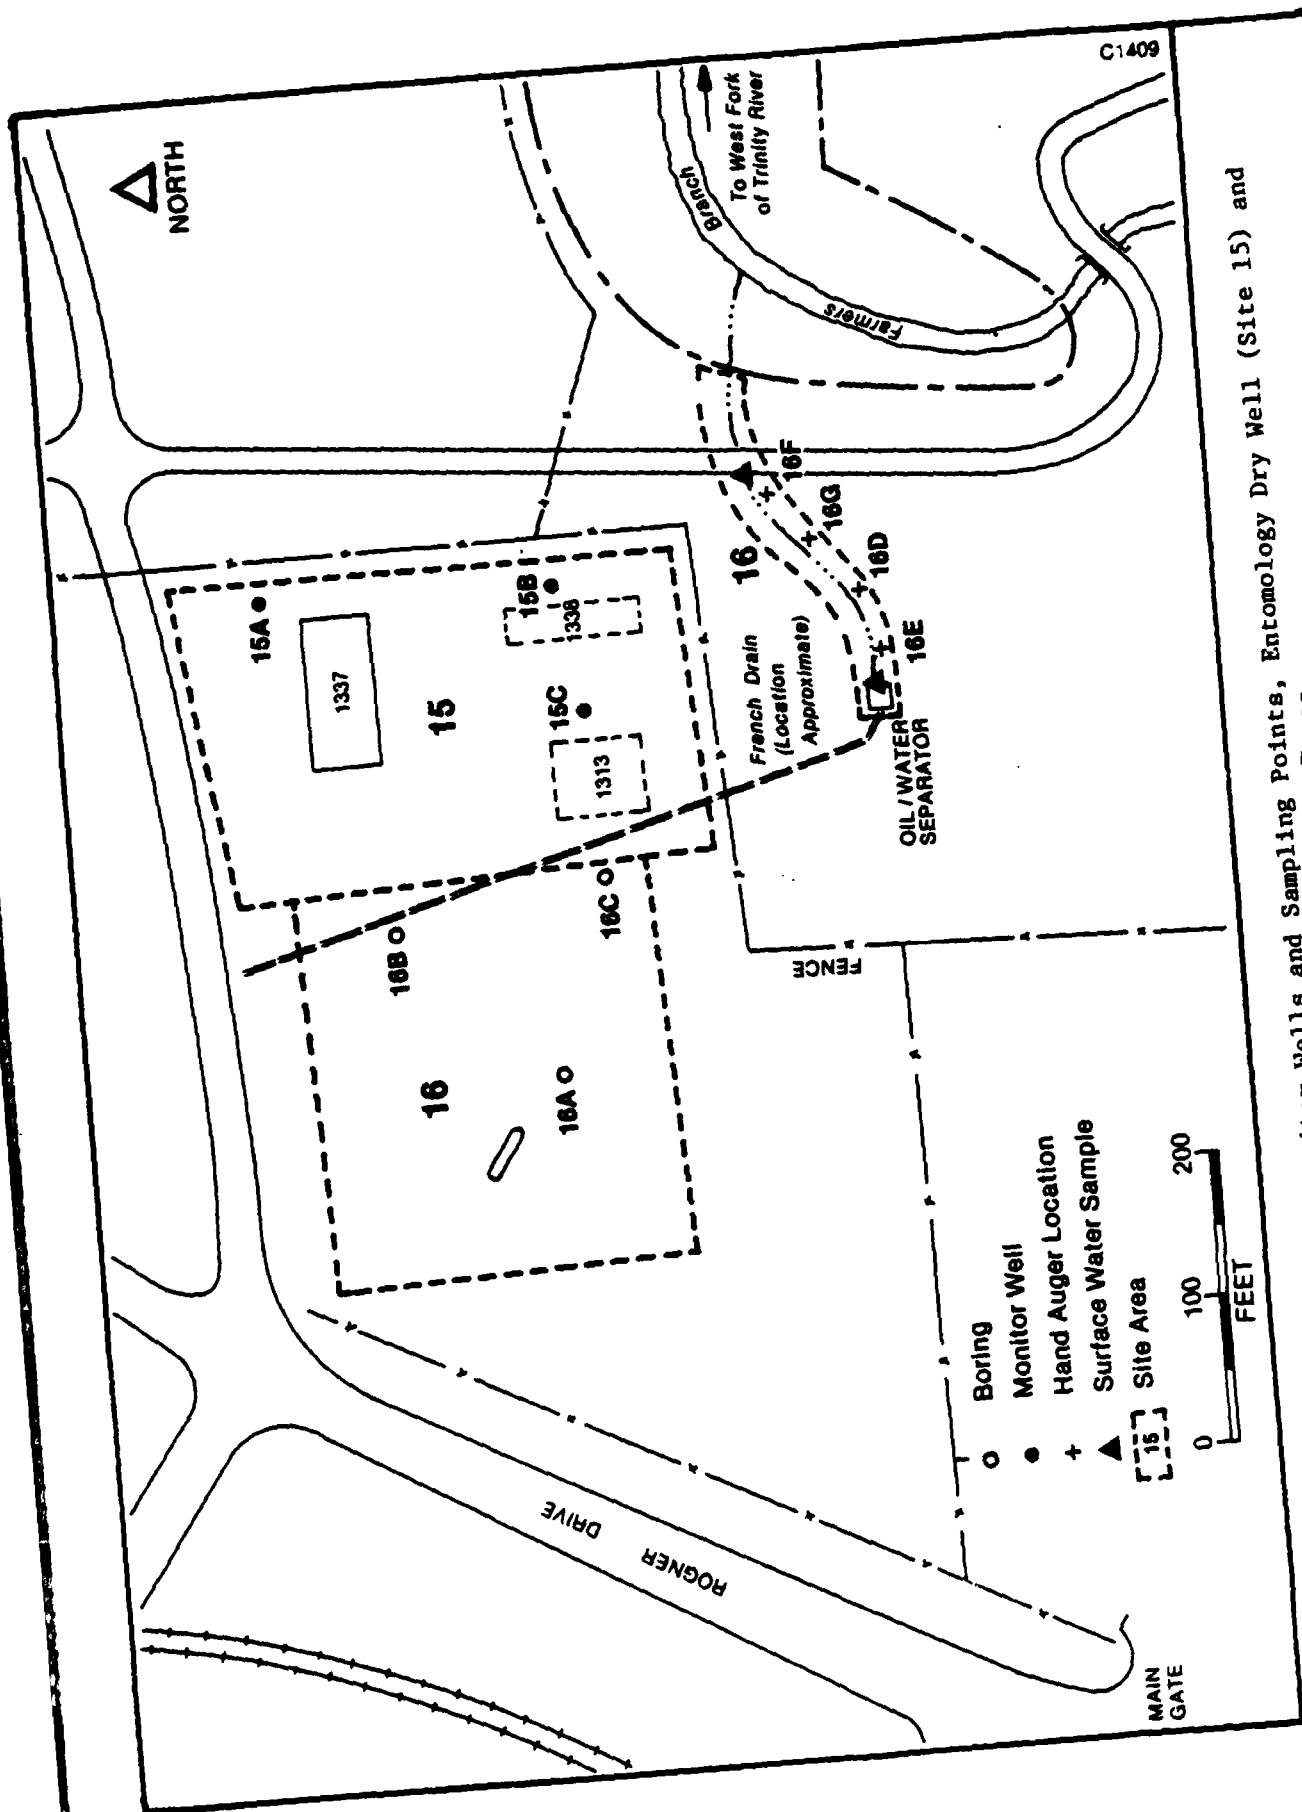 C1409
NORTH
To West Fork
of Trinity River
Branch
Farmers
15A
1337
15
15B
1338
15C
1313
16B
16C
16
16A
16
16F
16G
16D
16E
French Drain
(Location
Approximate)
OIL / WATER
SEPARATOR
FENCE
ROGNER
DRIVE
MAIN
GATE
Boring
Monitor Well
Hand Auger Location
Surface Water Sample
15 Site Area
0 100 200
FEET
Wells and Sampling Points, Entomology Dry Well (Site 15) and